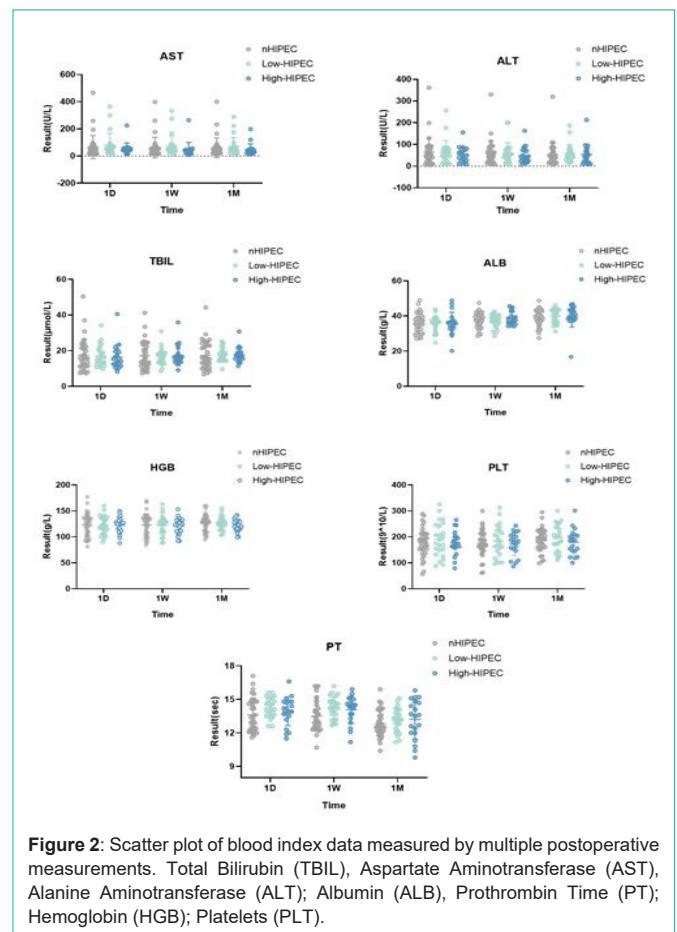 AST
nHIPEC
Low-HIPEC
High-HIPEC
Result(U/L)
600
400
200
0
-200
1D
1W
1M
Time
ALT
nHIPEC
Low-HIPEC
High-HIPEC
Result(U/L)
400
300
200
100
0
-100
1D
1W
1M
Time
TBIL
nHIPEC
Low-HIPEC
High-HIPEC
Result(μmol/L)
60
40
20
0
1D
1W
1M
Time
ALB
nHIPEC
Low-HIPEC
High-HIPEC
Result(g/L)
60
40
20
0
1D
1W
1M
Time
HGB
nHIPEC
Low-HIPEC
High-HIPEC
Result(g/L)
200
150
100
50
0
1D
1W
1M
Time
PLT
nHIPEC
Low-HIPEC
High-HIPEC
Result(9^10/L)
400
300
200
100
0
1D
1W
1M
Time
PT
nHIPEC
Low-HIPEC
High-HIPEC
Result(sec)
18
15
12
9
1D
1W
1M
Time
Figure 2: Scatter plot of blood index data measured by multiple postoperative
measurements. Total Bilirubin (TBIL), Aspartate Aminotransferase (AST),
Alanine Aminotransferase (ALT); Albumin (ALB), Prothrombin Time (PT);
Hemoglobin (HGB); Platelets (PLT).